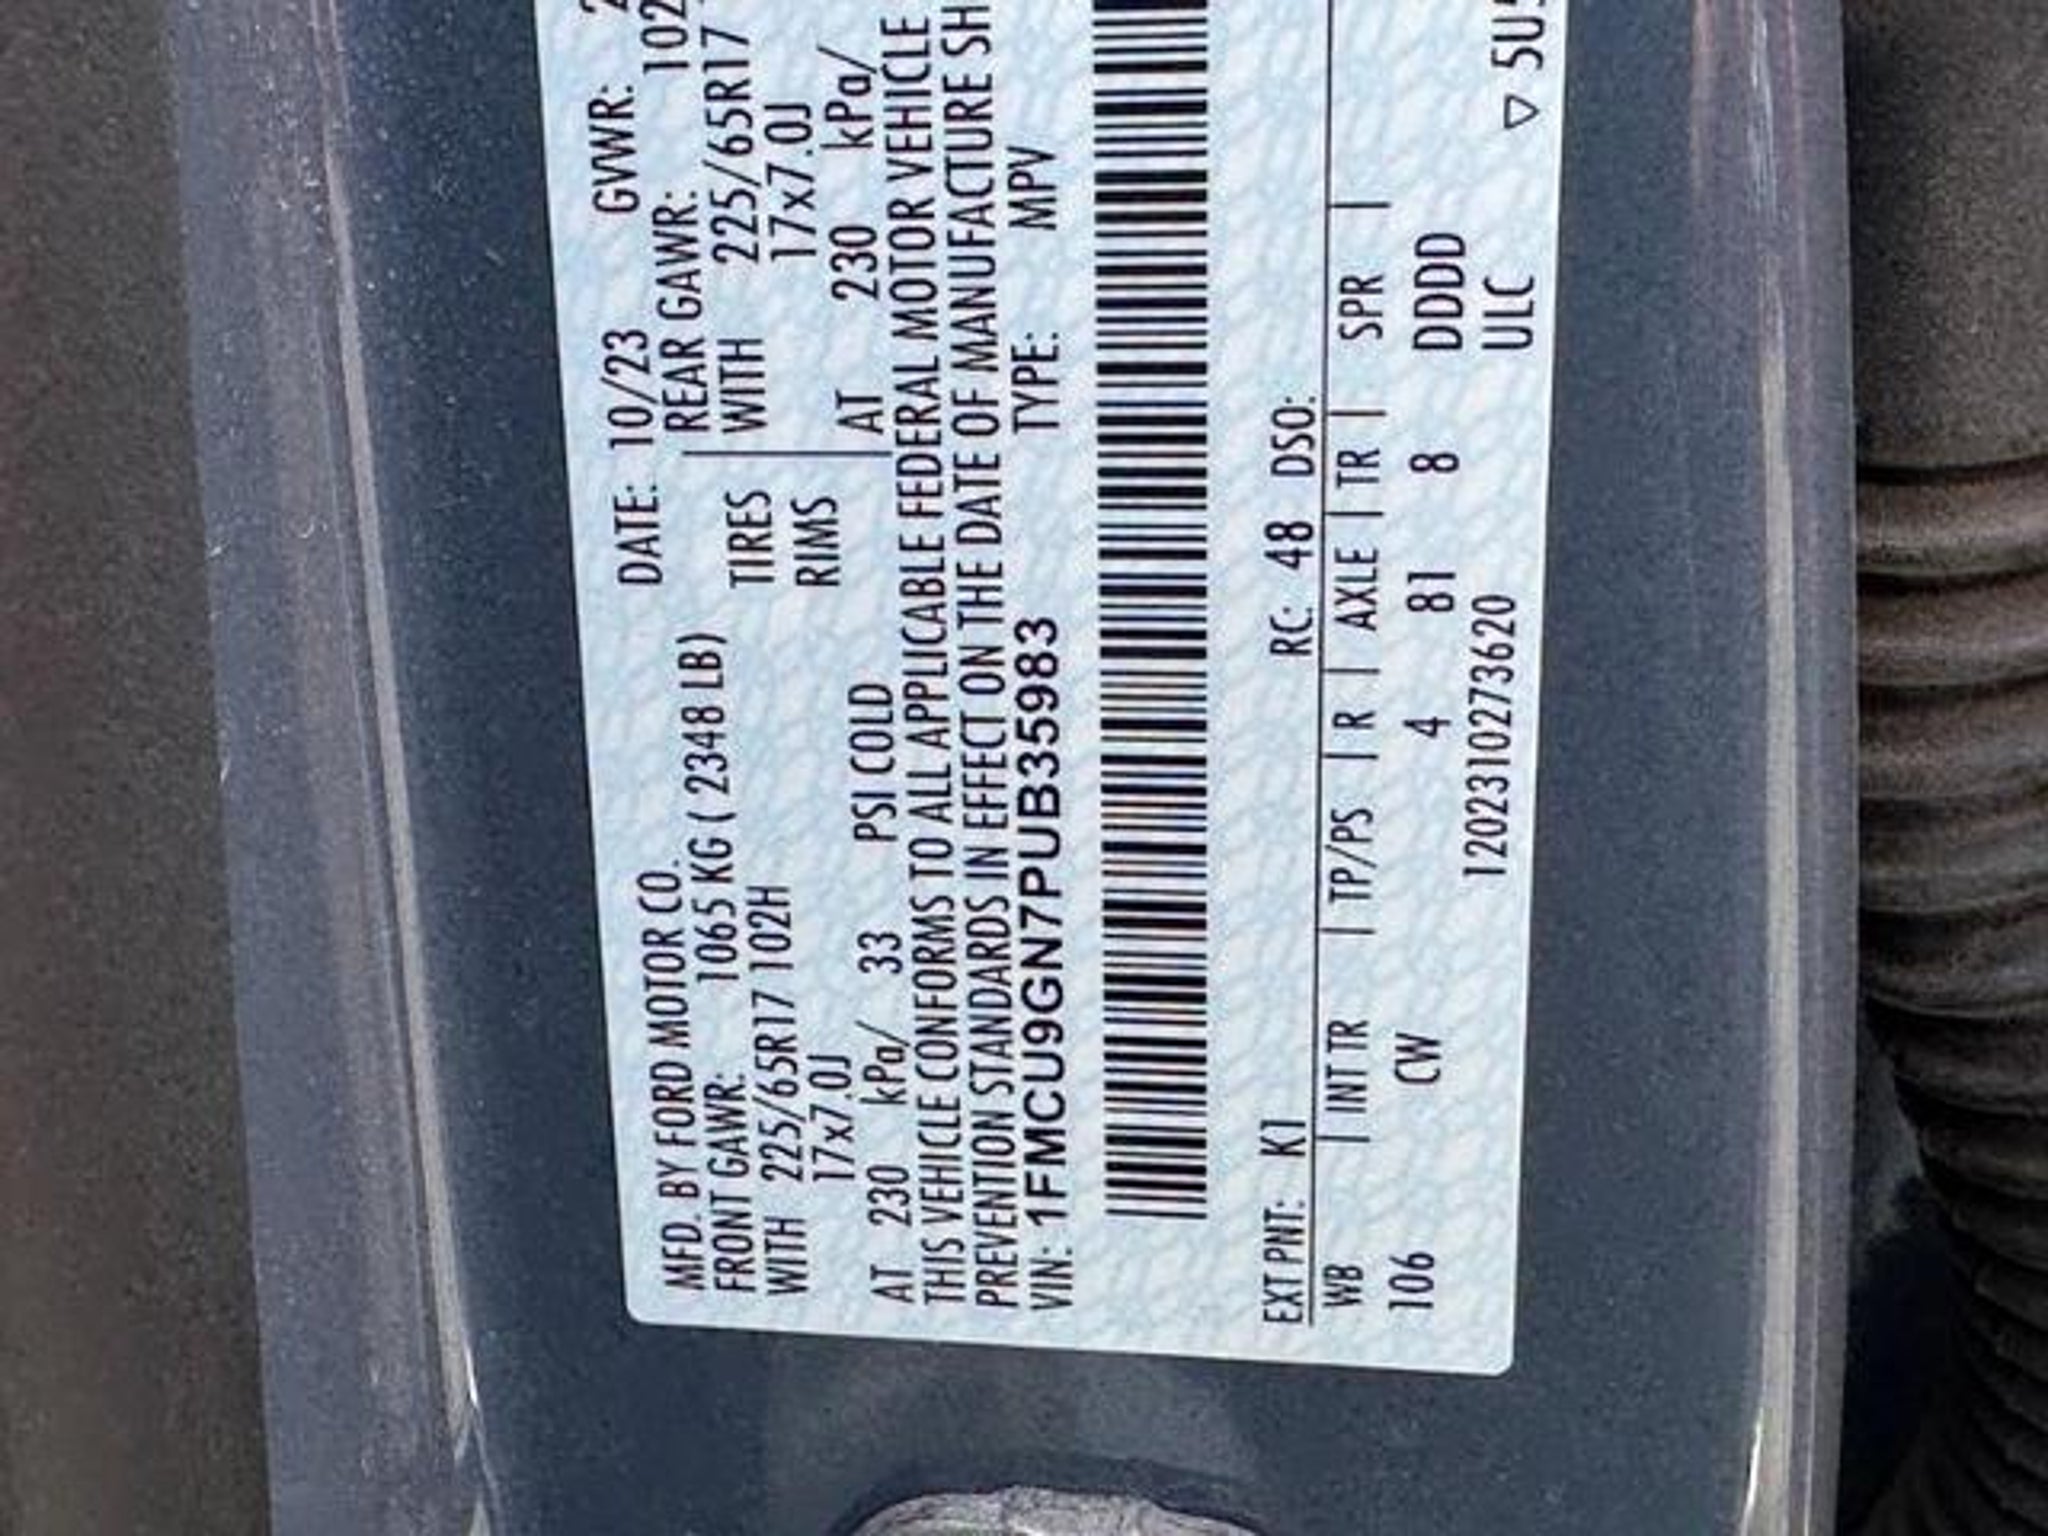 MFD. BY FORD MOTOR CO. DATE: 10/23 GVWR:
FRONT GAWR: 1065 KG ( 2348 LB) REAR GAWR: 102
WITH 225/65R17 102H TIRES WITH 225/65R17
17x7.0J RIMS 17x7.0J
AT 230 kPa/ 33 PSI COLD AT 230 kPa/
THIS VEHICLE CONFORMS TO ALL APPLICABLE FEDERAL MOTOR VEHICLE
PREVENTION STANDARDS IN EFFECT ON THE DATE OF MANUFACTURE SH
VIN: 1FMCU9GN7PUB35983 TYPE: MPV
EXT PNT: K1 RC: 48 DSO:
WB | INT TR | TP/PS | R | AXLE | TR | SPR |
106 CW 4 81 8 DDDD
12023102736​20 ULC ▽ 5U5